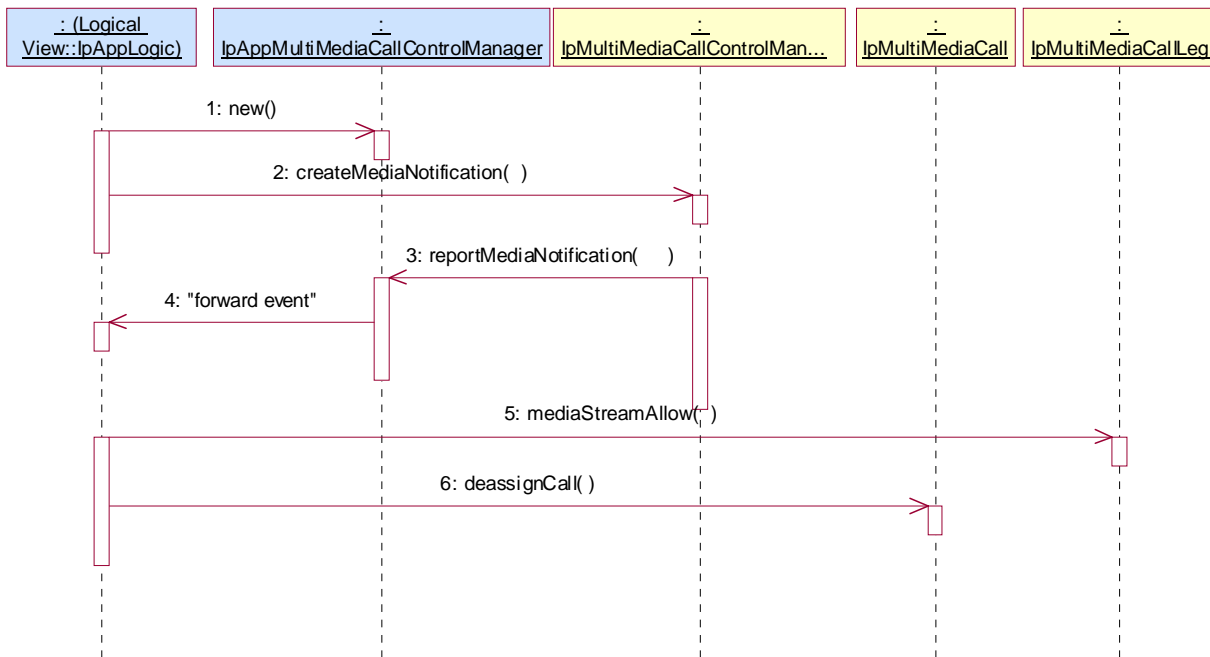 : (Logical
View::IpAppLogic)
:
IpAppMultiMediaCallControlManager
:
IpMultiMediaCallControlMan...
:
IpMultiMediaCall
:
IpMultiMediaCallLeg
1: new()
2: createMediaNotification( )
3: reportMediaNotification( )
4: "forward event"
5: mediaStreamAllow( )
6: deassignCall( )